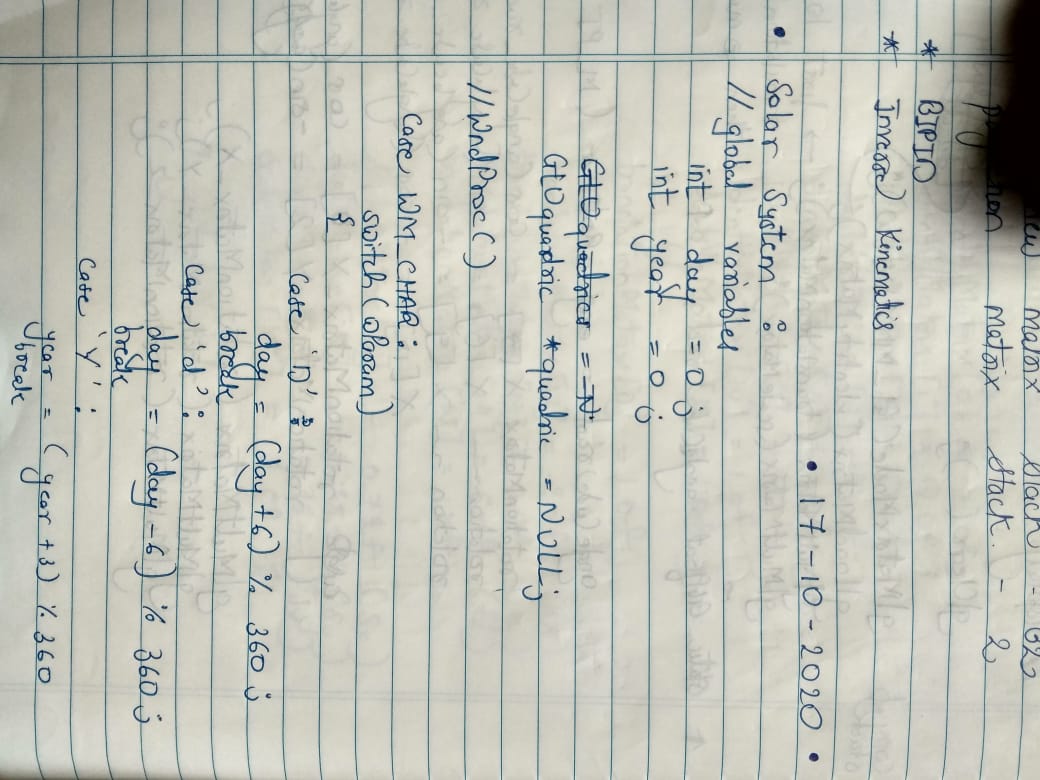 Matrix Stack - 32
Matrix Stack. - 2
* BIPID
* Inverse Kinematics
• 17-10-2020 •
• Solar System :
// global variables
int day = 0 ;
int year = 0 ;
GLUquadrics = N
GLUquadric *quadric = NULL;
//WndProc()
Case WM_CHAR :
switch (wParam)
{
Case 'D' :
day = (day +6) % 360 ;
break
Case 'd' :
day = (day -6) % 360 ;
break
Case 'Y' :
year = ( year +3) % 360
break